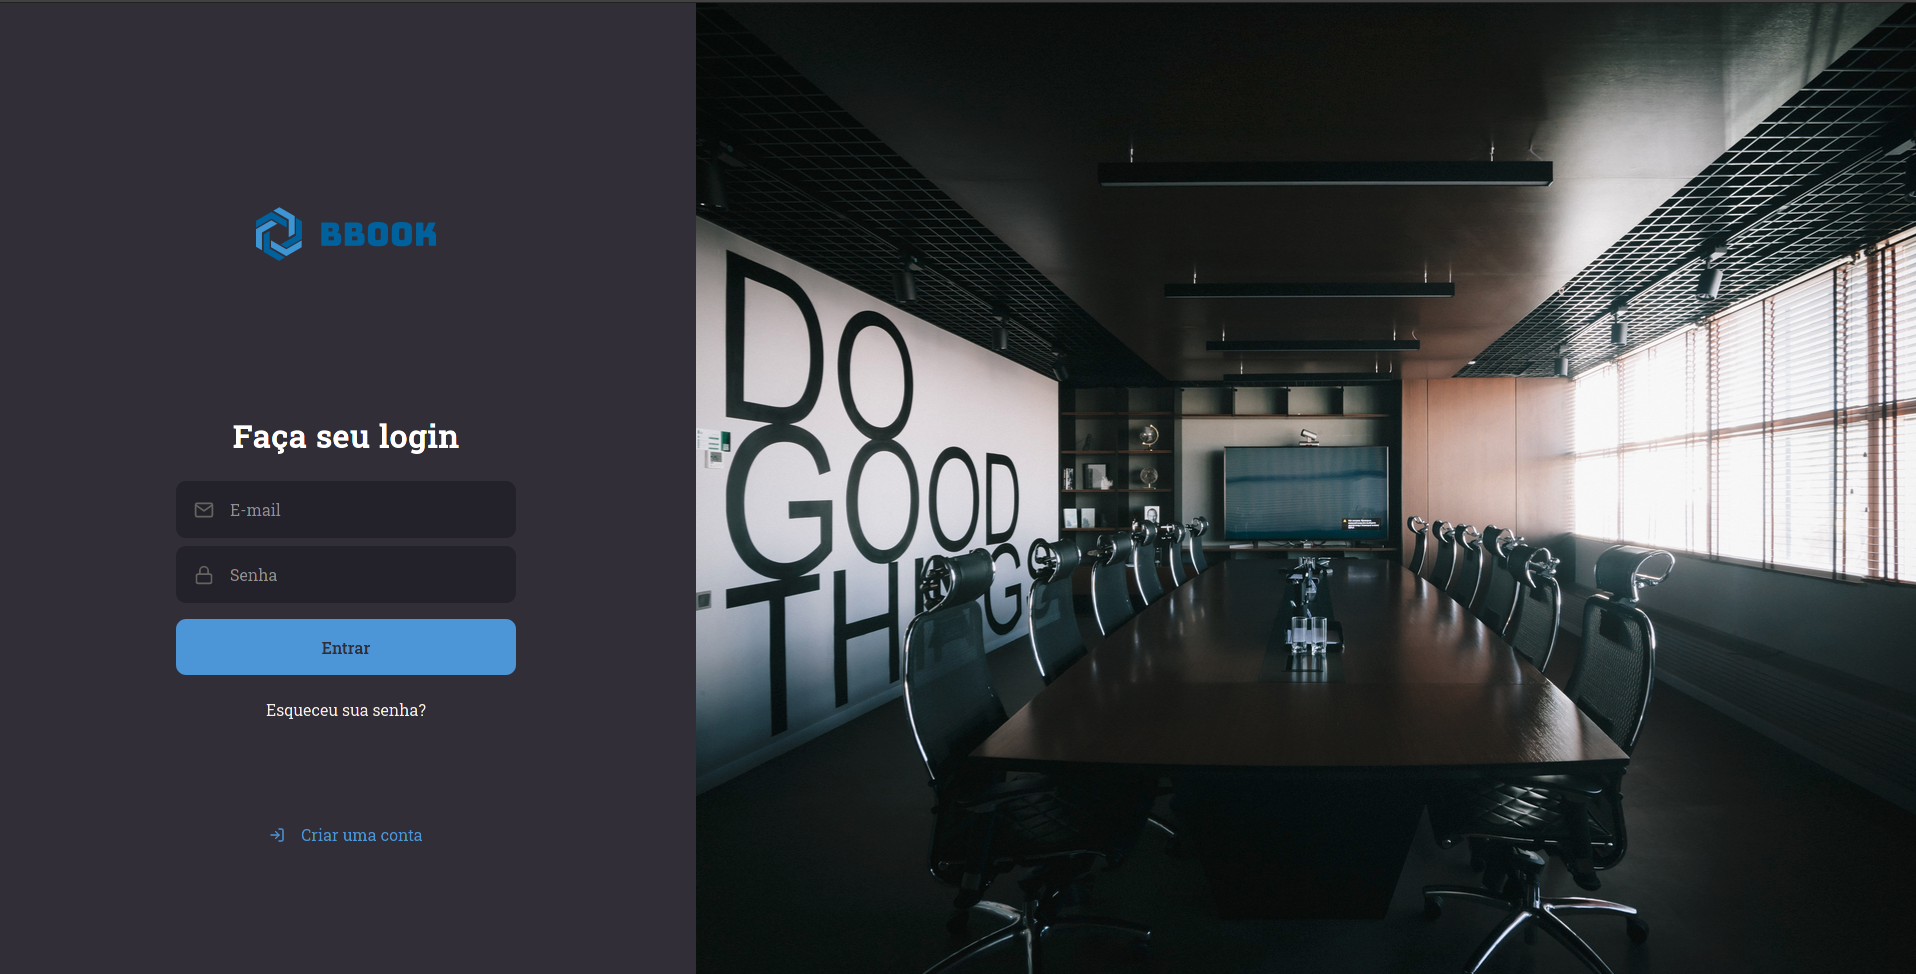 BBOOK
Faça seu login
E-mail
Senha
Entrar
Esqueceu sua senha?
Criar uma conta
DO
GOOD
THINGS